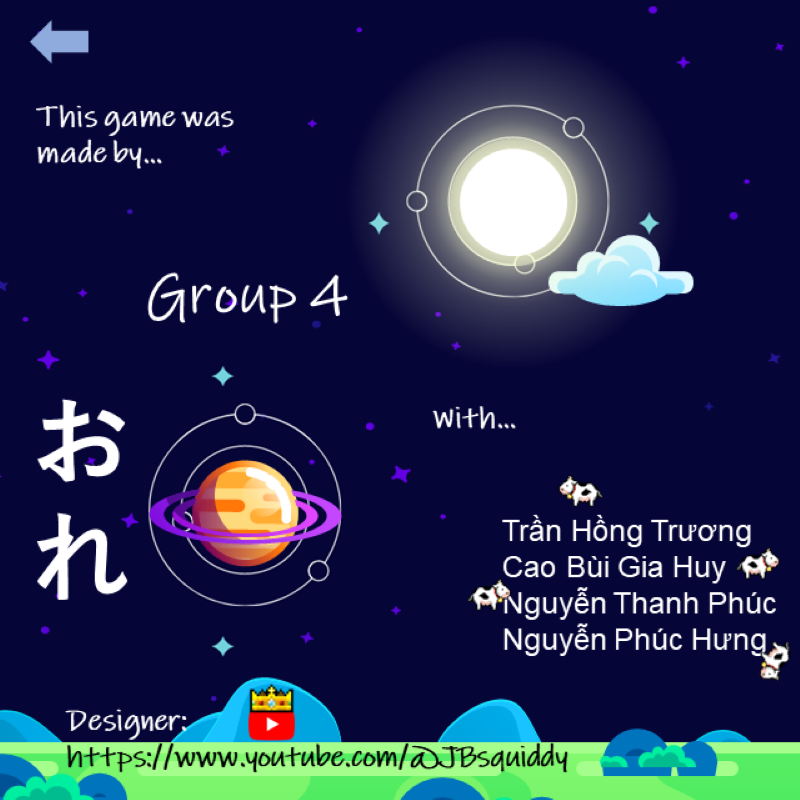 This game was
made by...
Group 4
お
れ
with...
Trần Hồng Trương
Cao Bùi Gia Huy
Nguyễn Thanh Phúc
Nguyễn Phúc Hưng
Designer:
https://www.youtube.com/@JBsquiddy